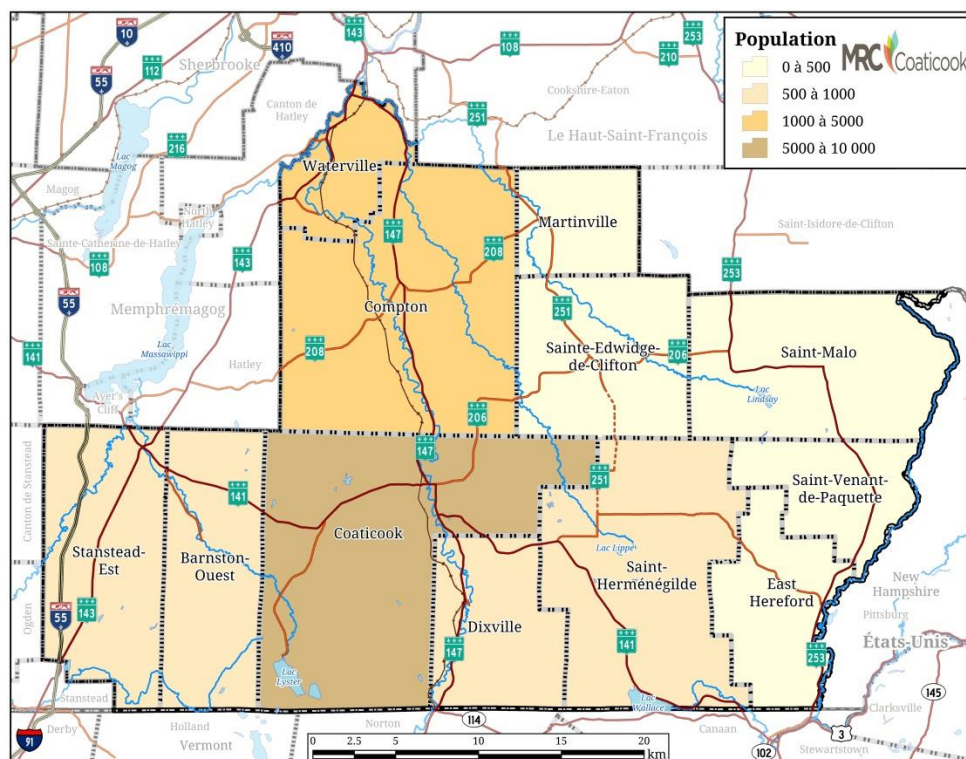 Population
MRC Coaticook
0 à 500
500 à 1000
1000 à 5000
5000 à 10 000
10
410
143
108
253
210
112
55
Sherbrooke
Canton de
Hatley
Cookshire-Eaton
251
Le Haut-Saint-François
216
Lac
Magog
Waterville
Magog
North
Hatley
Martinville
Saint-Isidore-de-Clifton
147
Sainte-Catherine-de-Hatley
108
143
208
253
55
Memphrémagog
Compton
251
141
Lac
Massawippi
208
Hatley
Sainte-Edwidge-
de-Clifton
206
Saint-Malo
Ayer's
Cliff
Lac
Lindsay
206
Canton de Stanstead
147
251
141
Saint-Venant-
de-Paquette
Coaticook
Stanstead-
Est
Barnston-
Ouest
Lac Lippé
Saint-
Herménégilde
East
Hereford
New
Hampshire
Ogden
55
143
Dixville
Pittsburg
États-Unis
147
141
253
Lac
Lyster
Lac
Wallace
145
Stanstead
Derby
Holland
Norton
114
Canaan
3
Clarksville
91
Vermont
102
Stewartstown
0 2.5 5 10 15 20
km